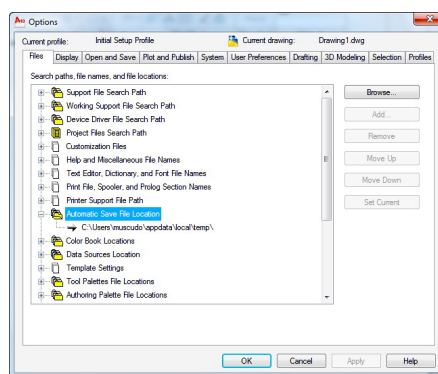 Options
Current profile: Initial Setup Profile Current drawing: Drawing1.dwg
Files Display Open and Save Plot and Publish System User Preferences Drafting 3D Modeling Selection Profiles
Search paths, file names, and file locations:
Support File Search Path
Working Support File Search Path
Device Driver File Search Path
Project Files Search Path
Customization Files
Help and Miscellaneous File Names
Text Editor, Dictionary, and Font File Names
Print File, Spooler, and Prolog Section Names
Printer Support File Path
Automatic Save File Location
C:\Users\muscudo\appdata\local\temp\
Color Book Locations
Data Sources Location
Template Settings
Tool Palettes File Locations
Authoring Palette File Locations
Browse...
Add...
Remove
Move Up
Move Down
Set Current
OK Cancel Apply Help